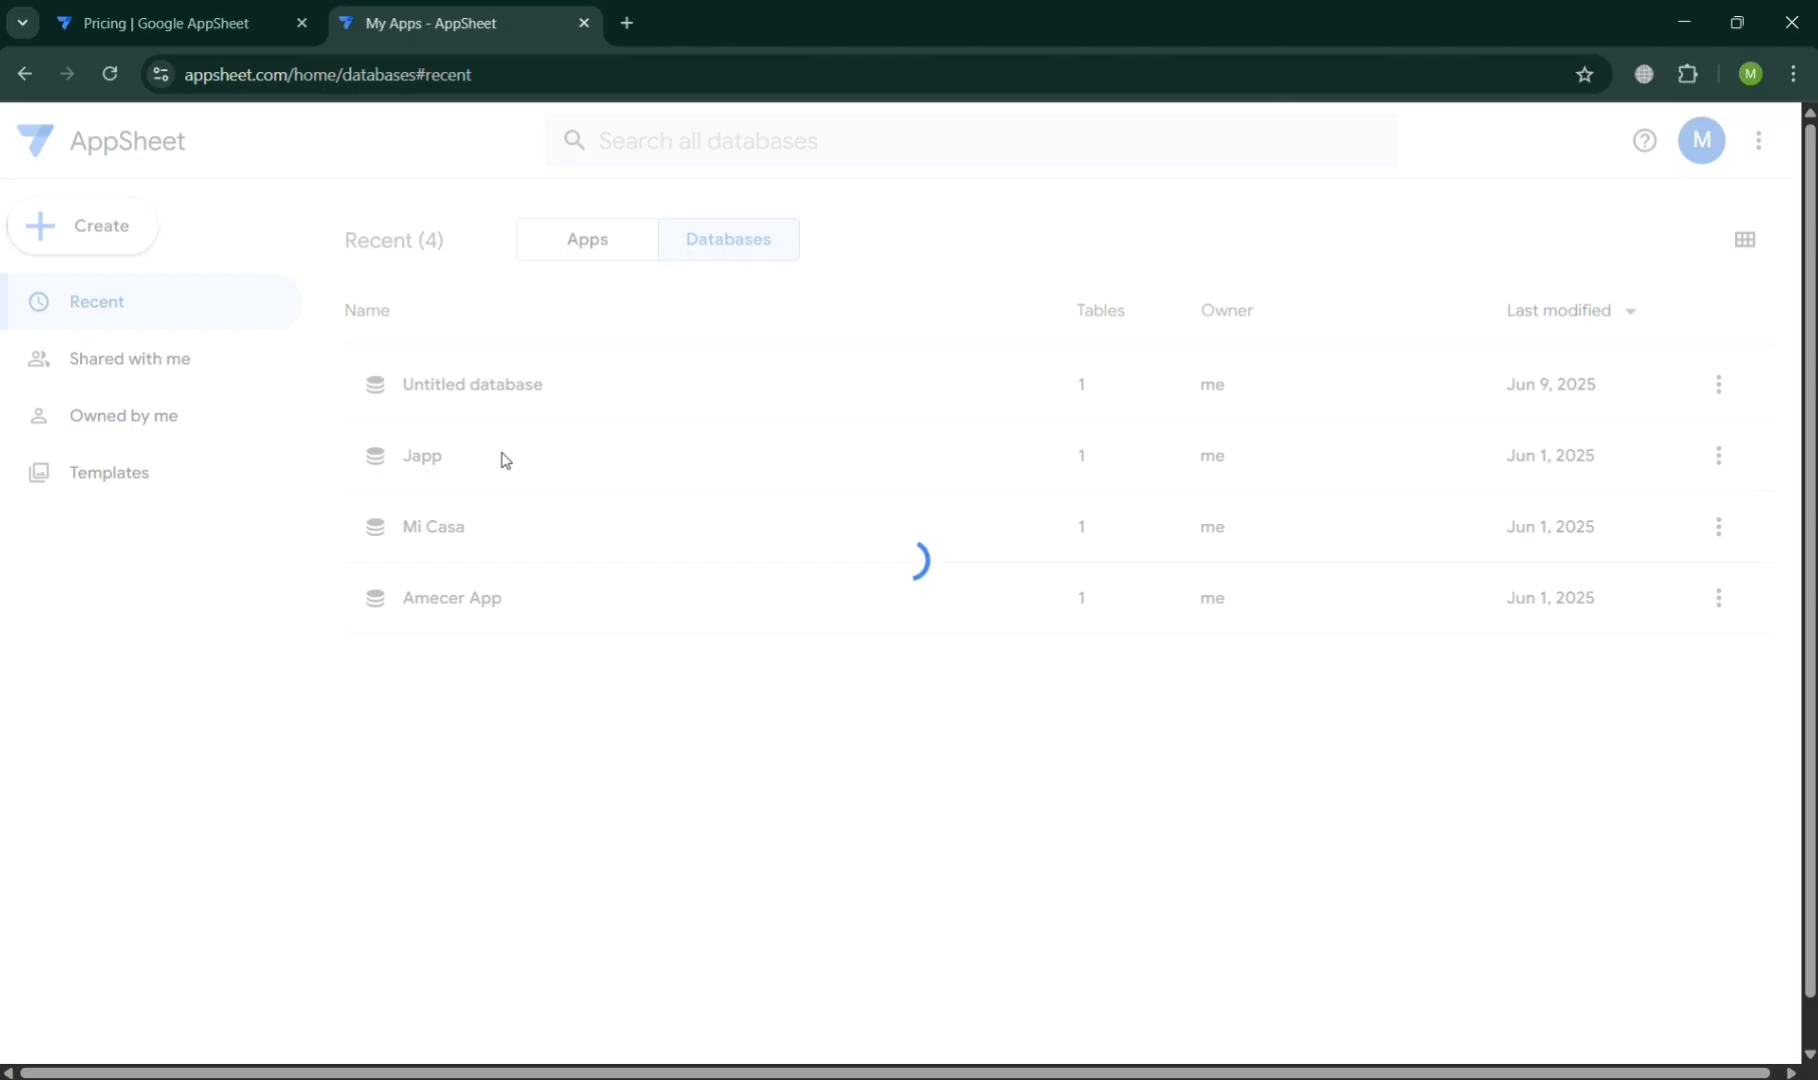 Pricing | Google AppSheet
My Apps - AppSheet
appsheet.com/home/databases#recent
M
AppSheet
Search all databases
M
Create
Recent (4)
Apps
Databases
Recent
Name
Tables
Owner
Last modified
Shared with me
Untitled database
1
me
Jun 9, 2025
Owned by me
Japp
1
me
Jun 1, 2025
Templates
Mi Casa
1
me
Jun 1, 2025
Amecer App
1
me
Jun 1, 2025